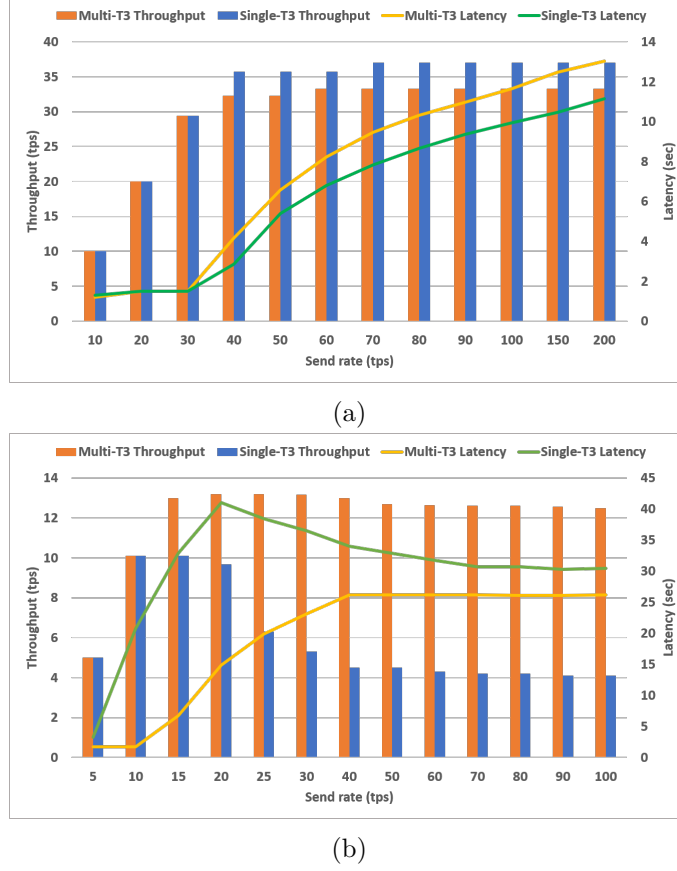 Multi-T3 Throughput Single-T3 Throughput Multi-T3 Latency Single-T3 Latency
40 14
35 12
30 10
25 8
20 6
15 4
10 2
5 0
0
Throughput (tps)
Latency (sec)
10 20 30 40 50 60 70 80 90 100 150 200
Send rate (tps)
(a)
Multi-T3 Throughput Single-T3 Throughput Multi-T3 Latency Single-T3 Latency
14 45
12 40
10 35
8 30
6 25
4 20
2 15
0 10
5
0
Throughput (tps)
Latency (sec)
5 10 15 20 25 30 40 50 60 70 80 90 100
Send rate (tps)
(b)